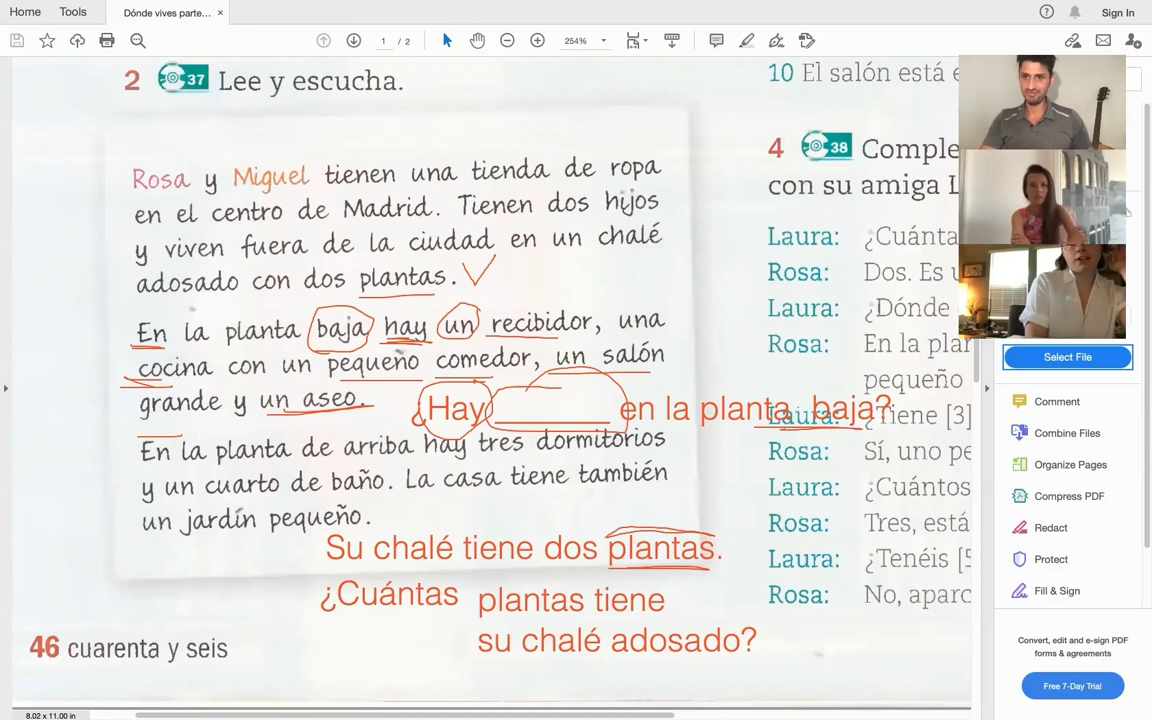 Home Tools Dónde vives parte... × Sign In
1 / 2 254%
2 37 Lee y escucha.
Rosa y Miguel tienen una tienda de ropa
en el centro de Madrid. Tienen dos hijos
y viven fuera de la ciudad en un chalé
adosado con dos plantas.
En la planta baja hay un recibidor, una
cocina con un pequeño comedor, un salón
grande y un aseo.
¿Hay ________ en la planta baja?
En la planta de arriba hay tres dormitorios
y un cuarto de baño. La casa tiene también
un jardín pequeño.
Su chalé tiene dos plantas.
¿Cuántas plantas tiene
su chalé adosado?
46 cuarenta y seis
10 El salón está
4 38 Comple
con su amiga L
Laura: ¿Cuánta
Rosa: Dos. Es u
Laura: ¿Dónde
Rosa: En la plan
pequeño
Laura: ¿Tiene [3]
Rosa: Sí, uno pe
Laura: ¿Cuántos
Rosa: Tres, está
Laura: ¿Tenéis [5
Rosa: No, aparc
Select File
Comment
Combine Files
Organize Pages
Compress PDF
Redact
Protect
Fill & Sign
Convert, edit and e-sign PDF
forms & agreements
Free 7-Day Trial
8.02 x 11.00 in